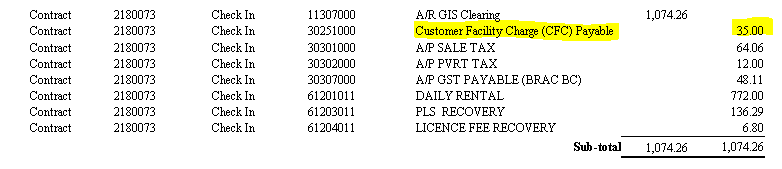 Contract 2180073 Check In 11307000 A/R GIS Clearing 1,074.26
Contract 2180073 Check In 30251000 Customer Facility Charge (CFC) Payable 35.00
Contract 2180073 Check In 30301000 A/P SALE TAX 64.06
Contract 2180073 Check In 30302000 A/P PVRT TAX 12.00
Contract 2180073 Check In 30307000 A/P GST PAYABLE (BRAC BC) 48.11
Contract 2180073 Check In 61201011 DAILY RENTAL 772.00
Contract 2180073 Check In 61203011 PLS RECOVERY 136.29
Contract 2180073 Check In 61204011 LICENCE FEE RECOVERY 6.80
Sub-total 1,074.26 1,074.26